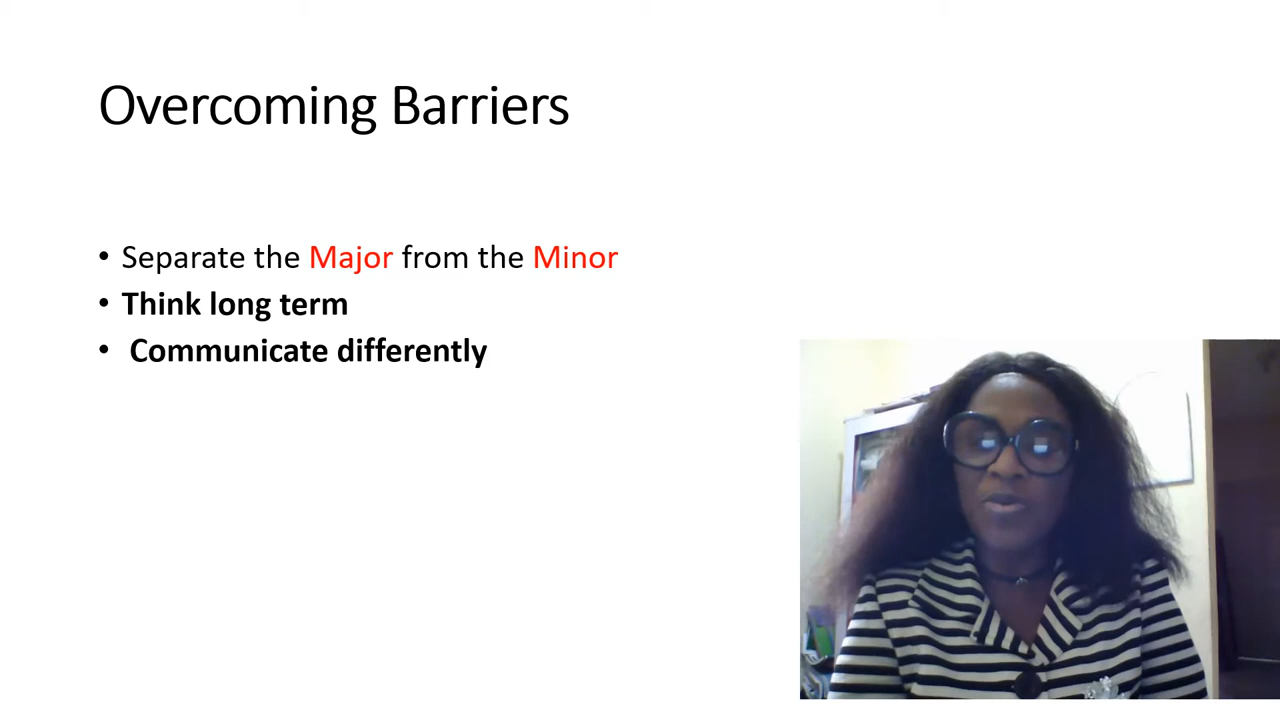 Overcoming Barriers
• Separate the Major from the Minor
• Think long term
• Communicate differently